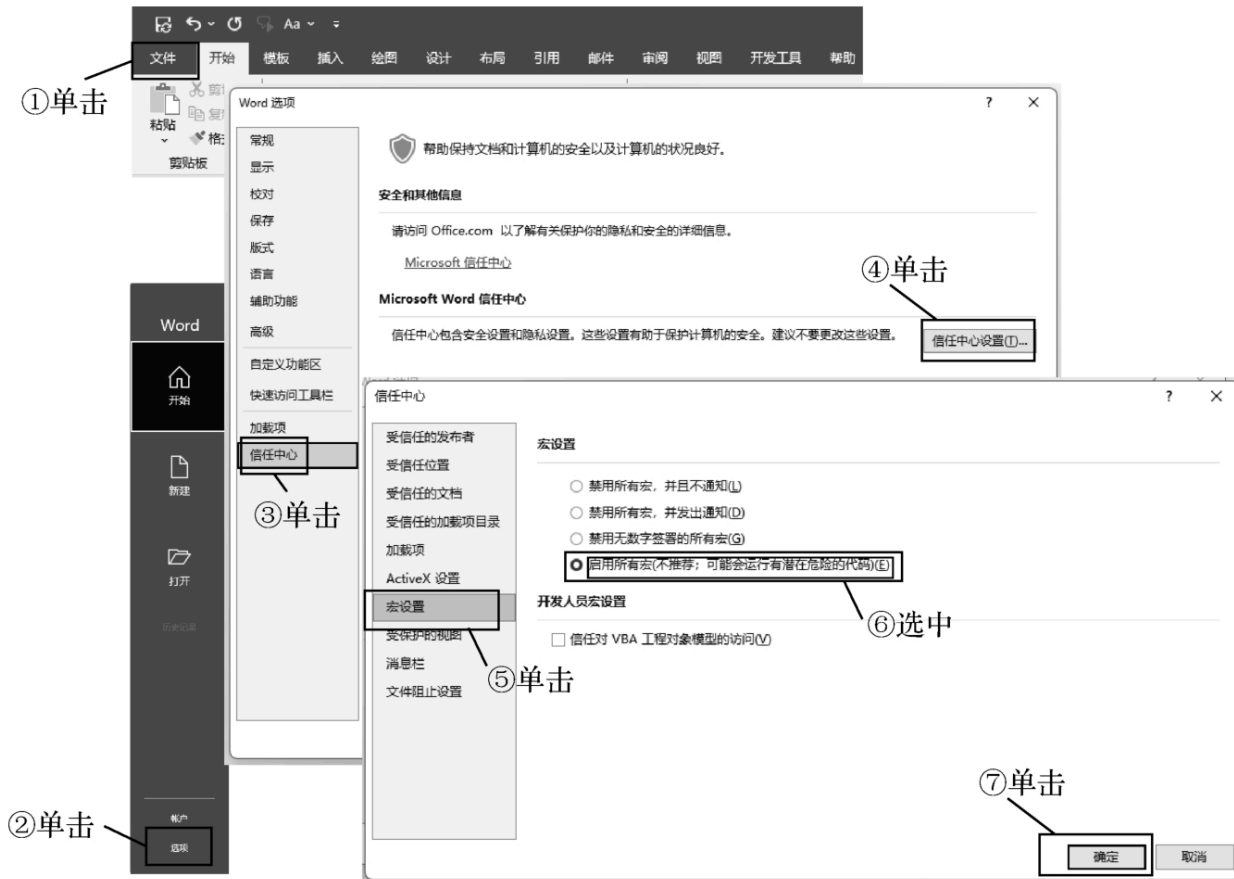 Aa
文件 开始 模板 插入 绘图 设计 布局 引用 邮件 审阅 视图 开发工具 帮助
①单击
粘贴
剪贴板
Word 选项 ? ×
常规
显示
校对
保存
版式
语言
辅助功能
高级
自定义功能区
快速访问工具栏
加载项
信任中心
③单击
帮助保持文档和计算机的安全以及计算机的状况良好。
安全和其他信息
请访问 Office.com 以了解有关保护你的隐私和安全的详细信息。
Microsoft 信任中心
④单击
Microsoft Word 信任中心
信任中心包含安全设置和隐私设置。这些设置有助于保护计算机的安全。建议不要更改这些设置。
信任中心设置(T)...
Word
开始
新建
打开
历史记录
帐户
②单击
选项
信任中心 ? ×
受信任的发布者
受信任位置
受信任的文档
受信任的加载项目录
加载项
ActiveX 设置
宏设置
受保护的视图
消息栏
文件阻止设置
⑤单击
宏设置
禁用所有宏，并且不通知(L)
禁用所有宏，并发出通知(D)
禁用无数字签署的所有宏(G)
启用所有宏(不推荐；可能会运行有潜在危险的代码)(E)
⑥选中
开发人员宏设置
信任对 VBA 工程对象模型的访问(V)
⑦单击
确定 取消